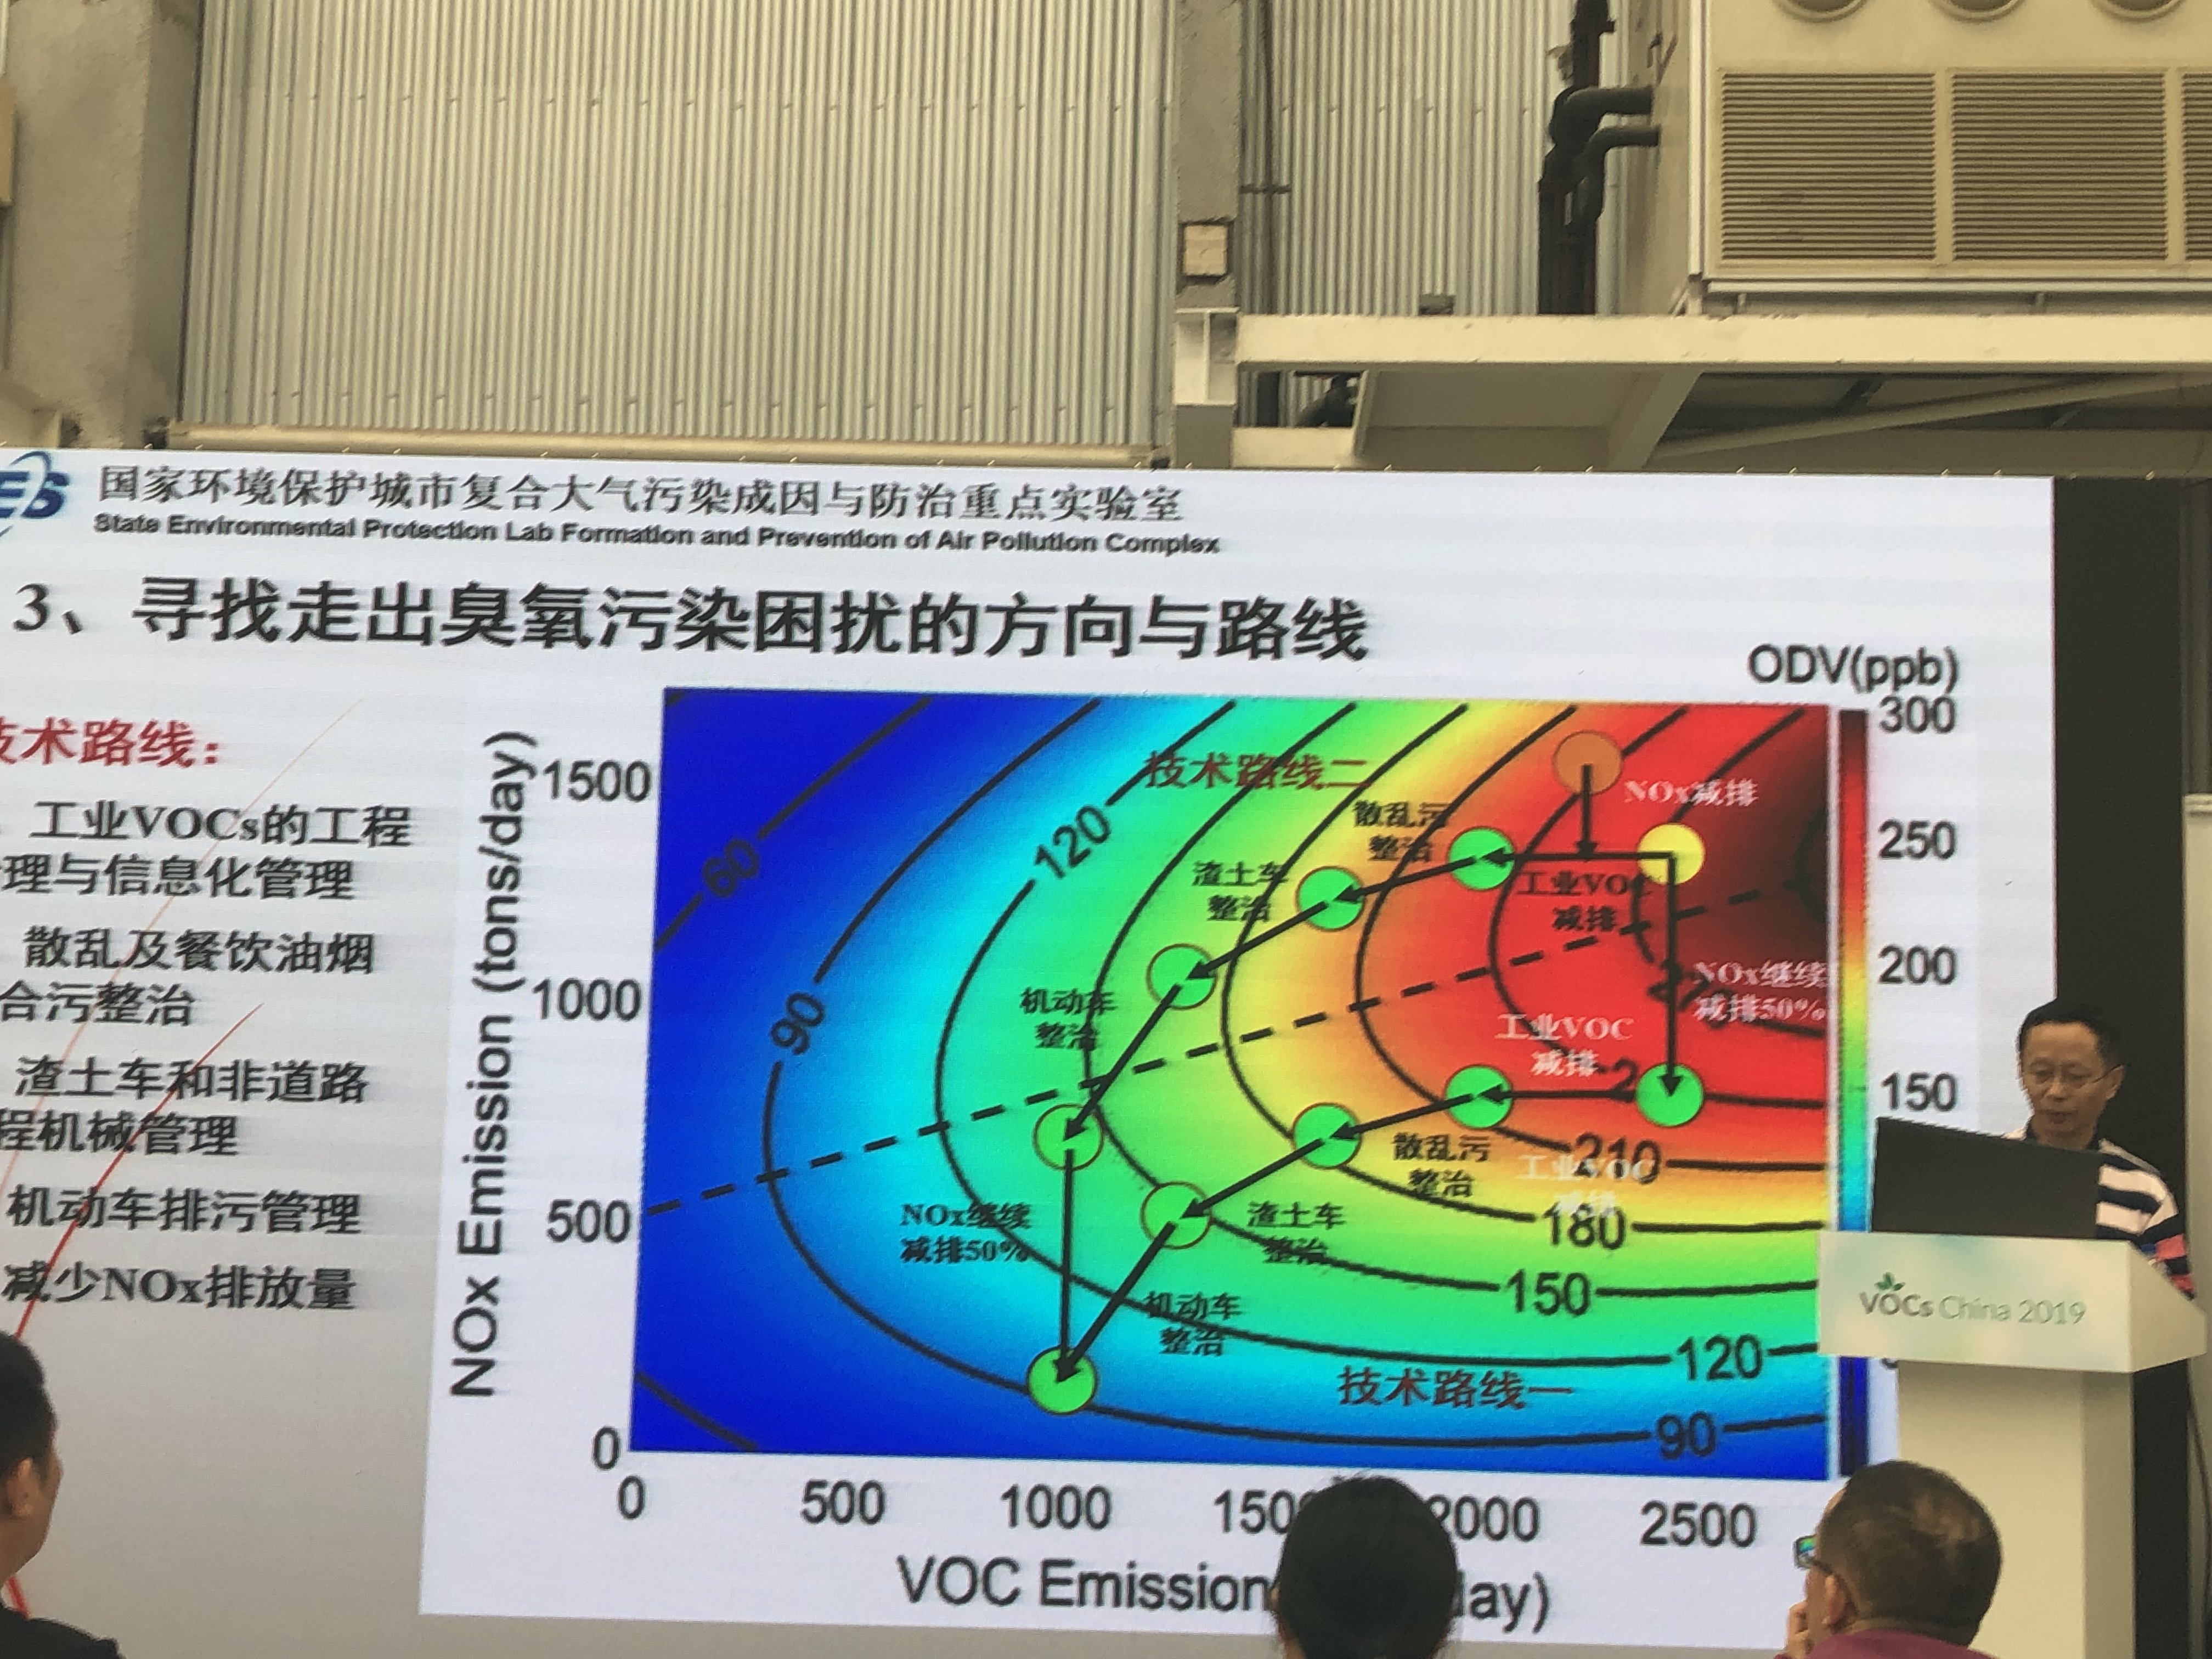 国家环境保护城市复合大气污染成因与防治重点实验室
State Environmental Protection Lab Formation and Prevention of Air Pollution Complex
3、寻找走出臭氧污染困扰的方向与路线
技术路线:
工业VOCs的工程
理与信息化管理
散乱及餐饮油烟
合污整治
渣土车和非道路
程机械管理
机动车排污管理
减少NOx排放量
ODV(ppb)
300
250
200
150
NOx Emission (tons/day)
1500
1000
500
0
0
500
1000
2000
2500
VOC Emission
day)
60
90
120
技术路线二
散乱污
整治
渣土车
整治
机动车
整治
NOx减排
工业VOC
减排
NOx继续
减排50%
工业VOC
减排
散乱污
整治
工业VOC
渣土车
整治
NOx继续
减排50%
机动车
整治
技术路线一
210
180
150
120
90
VOCs China 2019